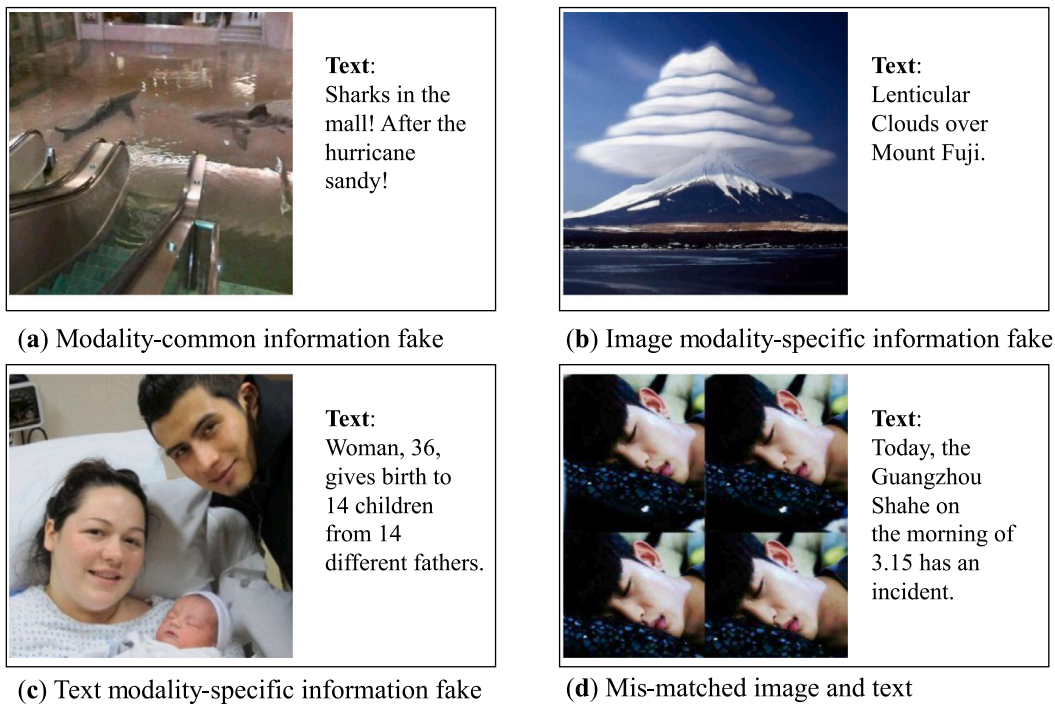 Text:
Sharks in the
mall! After the
hurricane
sandy!
(a) Modality-common information fake
Text:
Lenticular
Clouds over
Mount Fuji.
(b) Image modality-specific information fake
Text:
Woman, 36,
gives birth to
14 children
from 14
different fathers.
(c) Text modality-specific information fake
Text:
Today, the
Guangzhou
Shahe on
the morning of
3.15 has an
incident.
(d) Mis-matched image and text